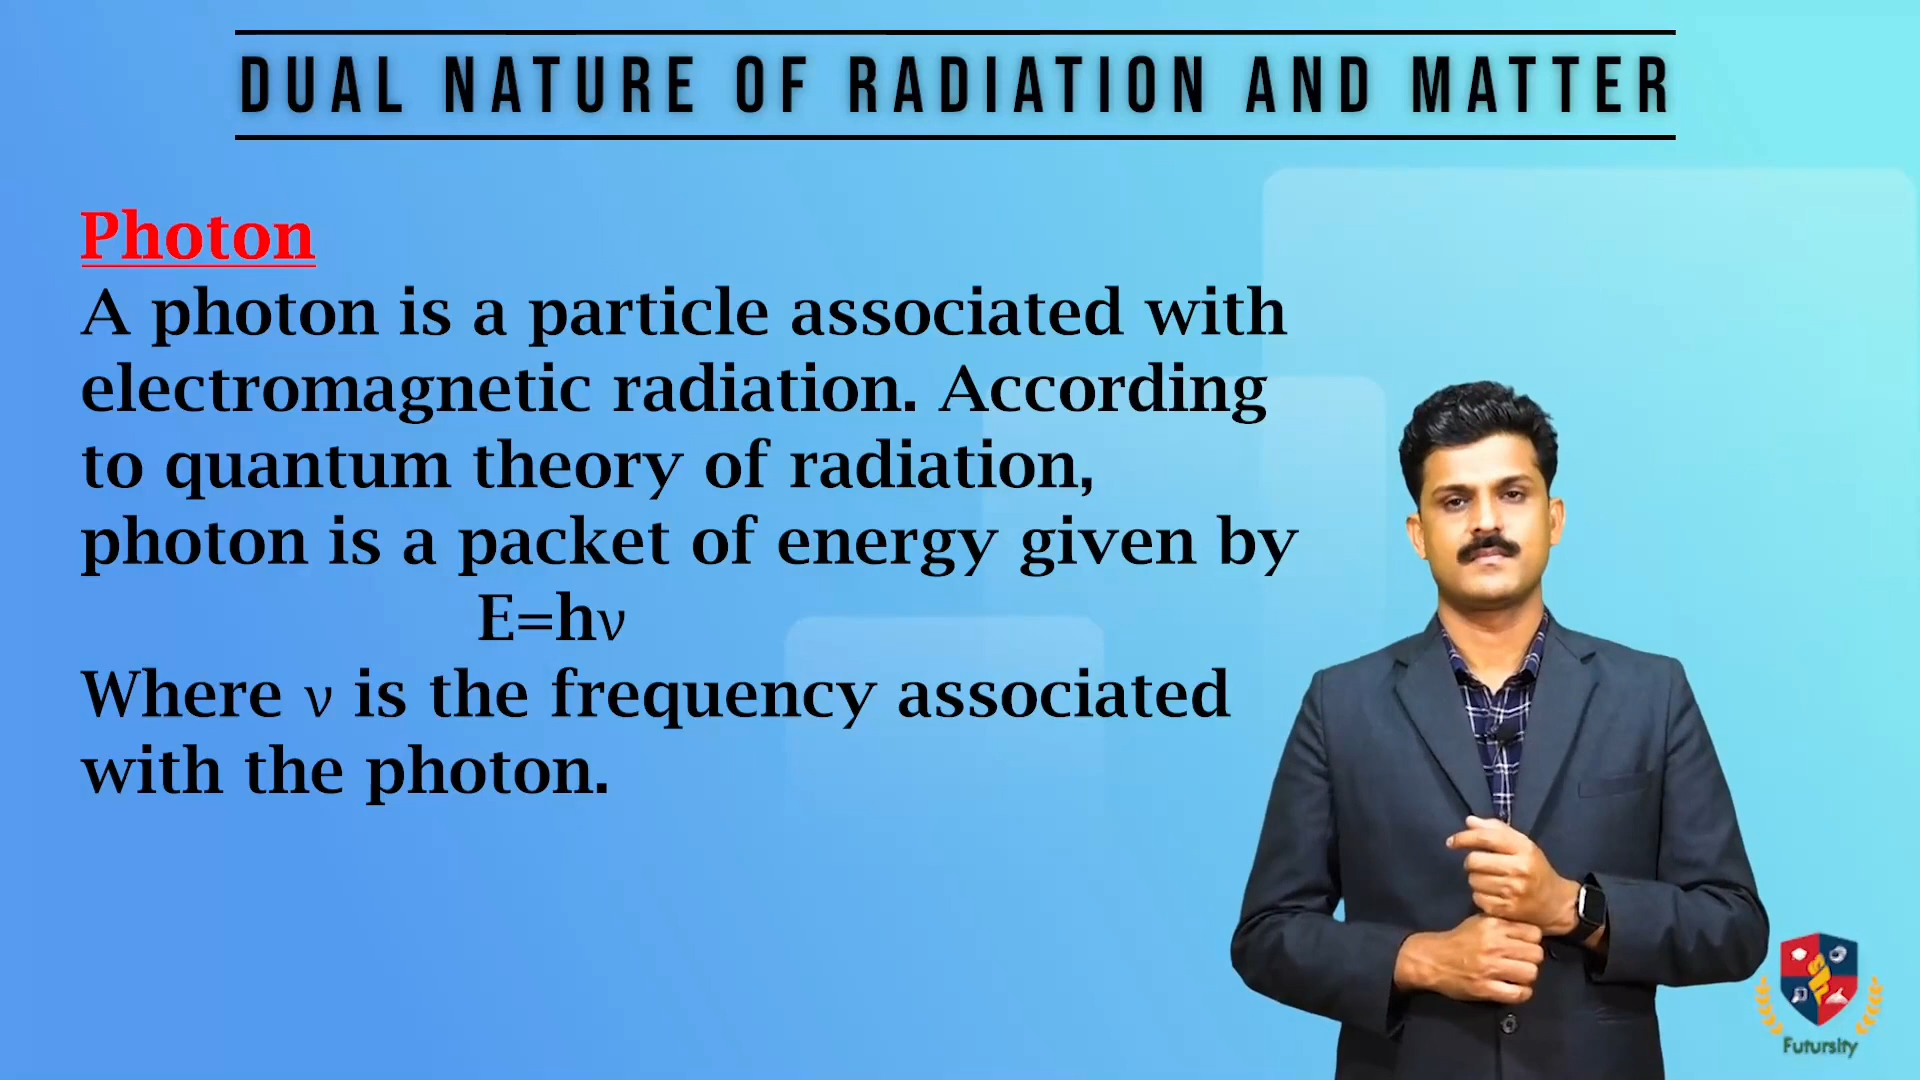 DUAL NATURE OF RADIATION AND MATTER
Photon
A photon is a particle associated with
electromagnetic radiation. According
to quantum theory of radiation,
photon is a packet of energy given by
E=hν
Where ν is the frequency associated
with the photon.
Futursity